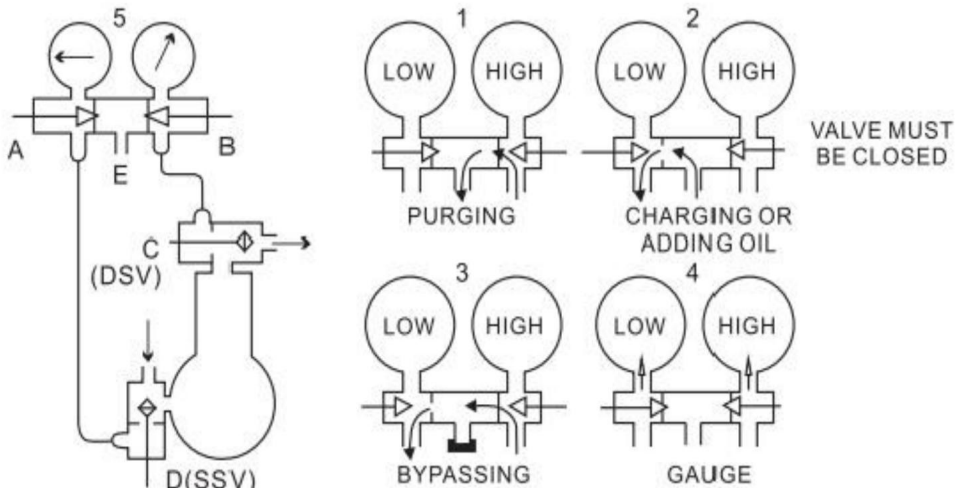 5
A
B
E
C
(DSV)
D(SSV)
1
LOW
HIGH
PURGING
2
LOW
HIGH
VALVE MUST
BE CLOSED
CHARGING OR
ADDING OIL
3
LOW
HIGH
BYPASSING
4
LOW
HIGH
GAUGE